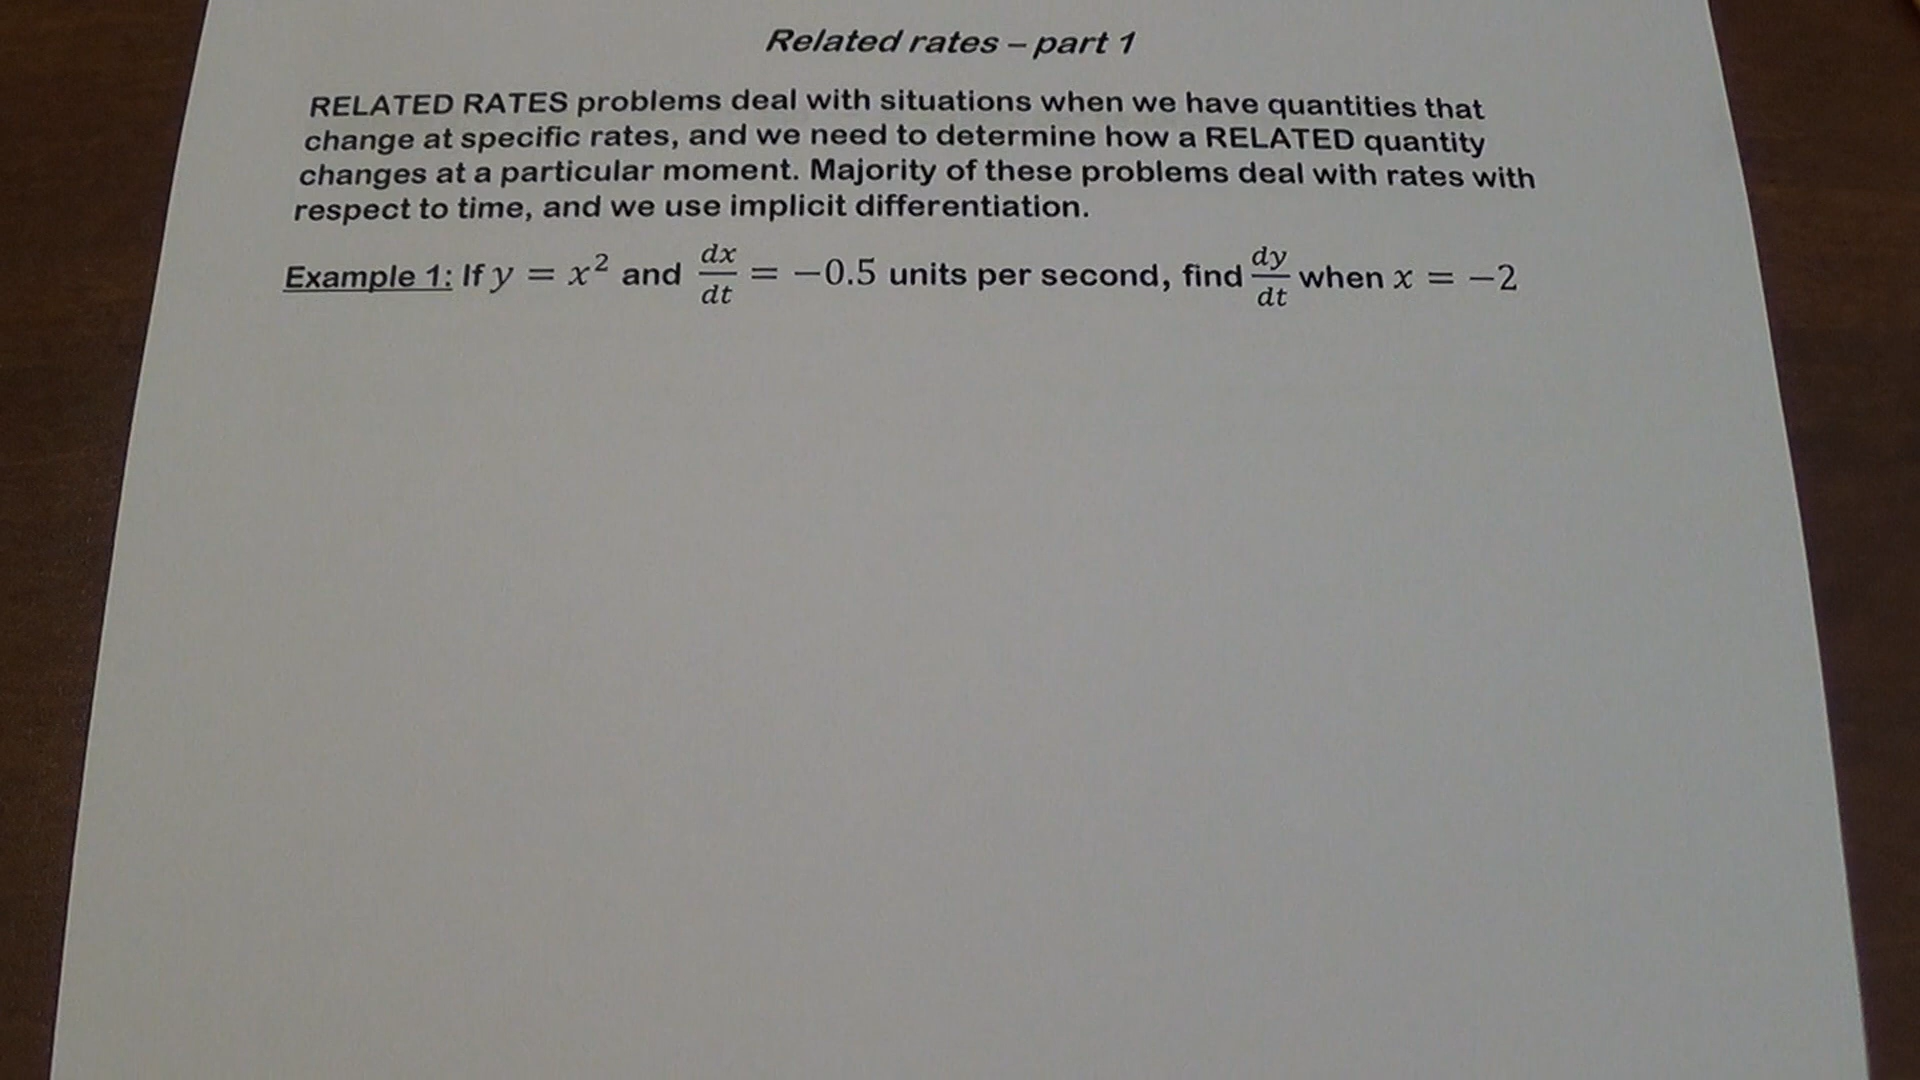 Related rates – part 1
RELATED RATES problems deal with situations when we have quantities that
change at specific rates, and we need to determine how a RELATED quantity
changes at a particular moment. Majority of these problems deal with rates with
respect to time, and we use implicit differentiation.
Example 1: If y = x² and dx/dt = −0.5 units per second, find dy/dt when x = −2